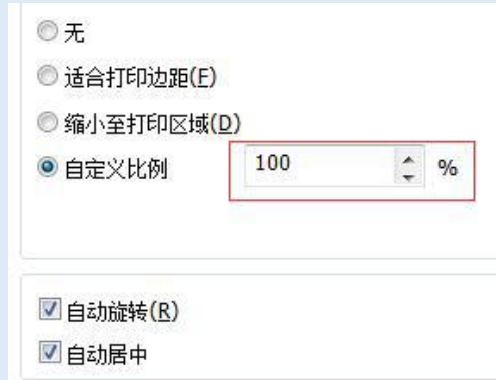 无
适合打印边距(F)
缩小至打印区域(D)
自定义比例 100 %
自动旋转(R)
自动居中